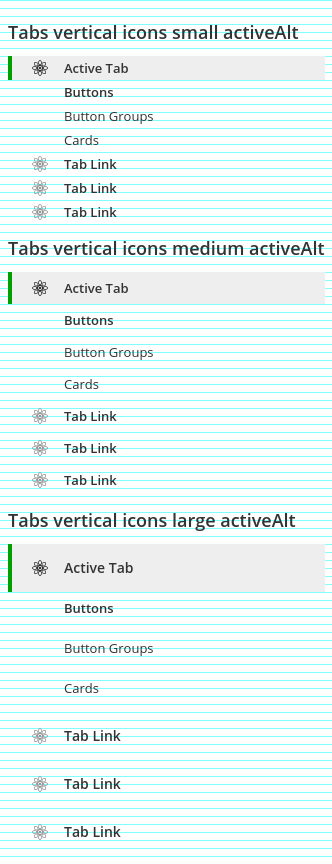 Tabs vertical icons small activeAlt
Active Tab
Buttons
Button Groups
Cards
Tab Link
Tab Link
Tab Link
Tabs vertical icons medium activeAlt
Active Tab
Buttons
Button Groups
Cards
Tab Link
Tab Link
Tab Link
Tabs vertical icons large activeAlt
Active Tab
Buttons
Button Groups
Cards
Tab Link
Tab Link
Tab Link